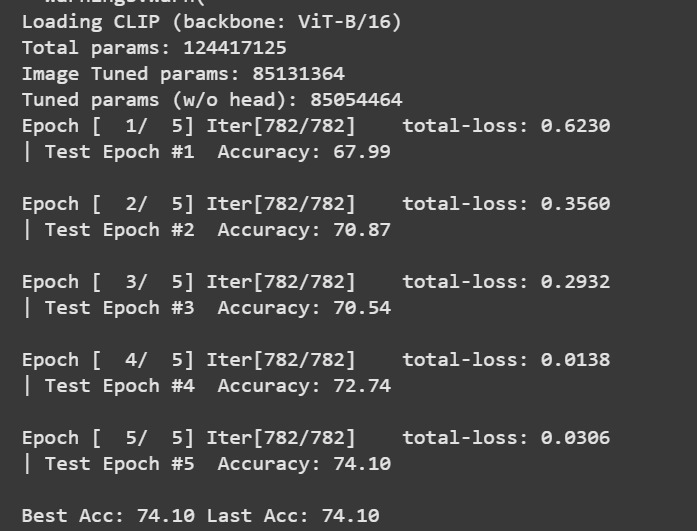 warnings.warn(
Loading CLIP (backbone: ViT-B/16)
Total params: 124417125
Image Tuned params: 85131364
Tuned params (w/o head): 85054464
Epoch [  1/  5] Iter[782/782]    total-loss: 0.6230
| Test Epoch #1  Accuracy: 67.99
Epoch [  2/  5] Iter[782/782]    total-loss: 0.3560
| Test Epoch #2  Accuracy: 70.87
Epoch [  3/  5] Iter[782/782]    total-loss: 0.2932
| Test Epoch #3  Accuracy: 70.54
Epoch [  4/  5] Iter[782/782]    total-loss: 0.0138
| Test Epoch #4  Accuracy: 72.74
Epoch [  5/  5] Iter[782/782]    total-loss: 0.0306
| Test Epoch #5  Accuracy: 74.10
Best Acc: 74.10 Last Acc: 74.10